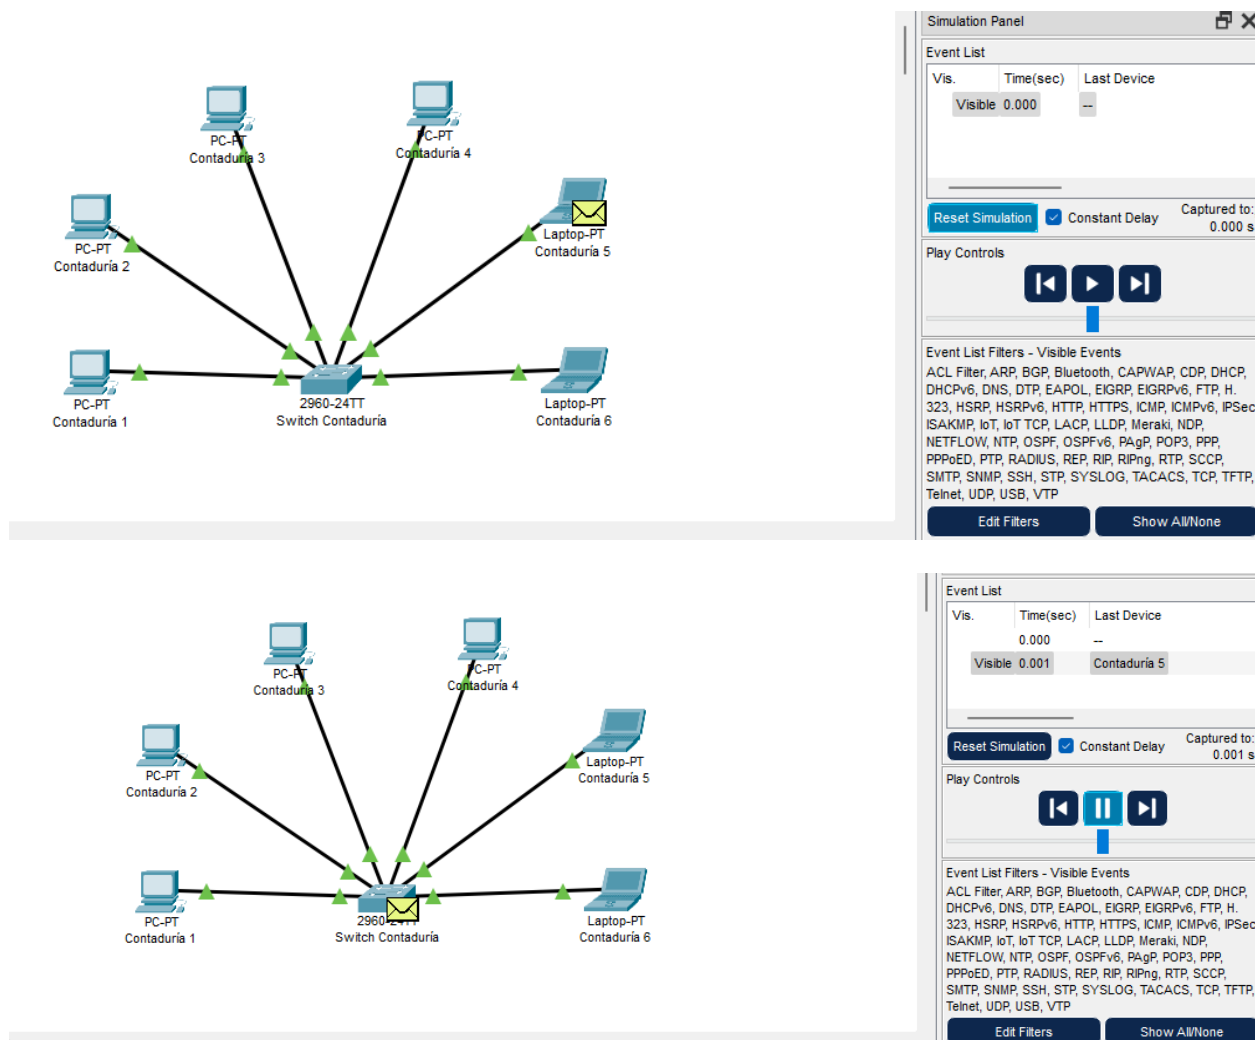 Simulation Panel
Event List
Vis. Time(sec) Last Device
Visible 0.000 --
Reset Simulation Constant Delay Captured to:
0.000 s
Play Controls
Event List Filters - Visible Events
ACL Filter, ARP, BGP, Bluetooth, CAPWAP, CDP, DHCP,
DHCPv6, DNS, DTP, EAPOL, EIGRP, EIGRPv6, FTP, H.
323, HSRP, HSRPv6, HTTP, HTTPS, ICMP, ICMPv6, IPSec
ISAKMP, IoT, IoT TCP, LACP, LLDP, Meraki, NDP,
NETFLOW, NTP, OSPF, OSPFv6, PAgP, POP3, PPP,
PPPoED, PTP, RADIUS, REP, RIP, RIPng, RTP, SCCP,
SMTP, SNMP, SSH, STP, SYSLOG, TACACS, TCP, TFTP,
Telnet, UDP, USB, VTP
Edit Filters Show All/None
PC-PT
Contaduría 3
PC-PT
Contaduría 4
Laptop-PT
Contaduría 5
PC-PT
Contaduría 2
PC-PT
Contaduría 1
2960-24TT
Switch Contaduría
Laptop-PT
Contaduría 6
Event List
Vis. Time(sec) Last Device
0.000 --
Visible 0.001 Contaduría 5
Reset Simulation Constant Delay Captured to:
0.001 s
Play Controls
Event List Filters - Visible Events
ACL Filter, ARP, BGP, Bluetooth, CAPWAP, CDP, DHCP,
DHCPv6, DNS, DTP, EAPOL, EIGRP, EIGRPv6, FTP, H.
323, HSRP, HSRPv6, HTTP, HTTPS, ICMP, ICMPv6, IPSec
ISAKMP, IoT, IoT TCP, LACP, LLDP, Meraki, NDP,
NETFLOW, NTP, OSPF, OSPFv6, PAgP, POP3, PPP,
PPPoED, PTP, RADIUS, REP, RIP, RIPng, RTP, SCCP,
SMTP, SNMP, SSH, STP, SYSLOG, TACACS, TCP, TFTP,
Telnet, UDP, USB, VTP
Edit Filters Show All/None
PC-PT
Contaduría 3
PC-PT
Contaduría 4
Laptop-PT
Contaduría 5
PC-PT
Contaduría 2
PC-PT
Contaduría 1
2960-24TT
Switch Contaduría
Laptop-PT
Contaduría 6